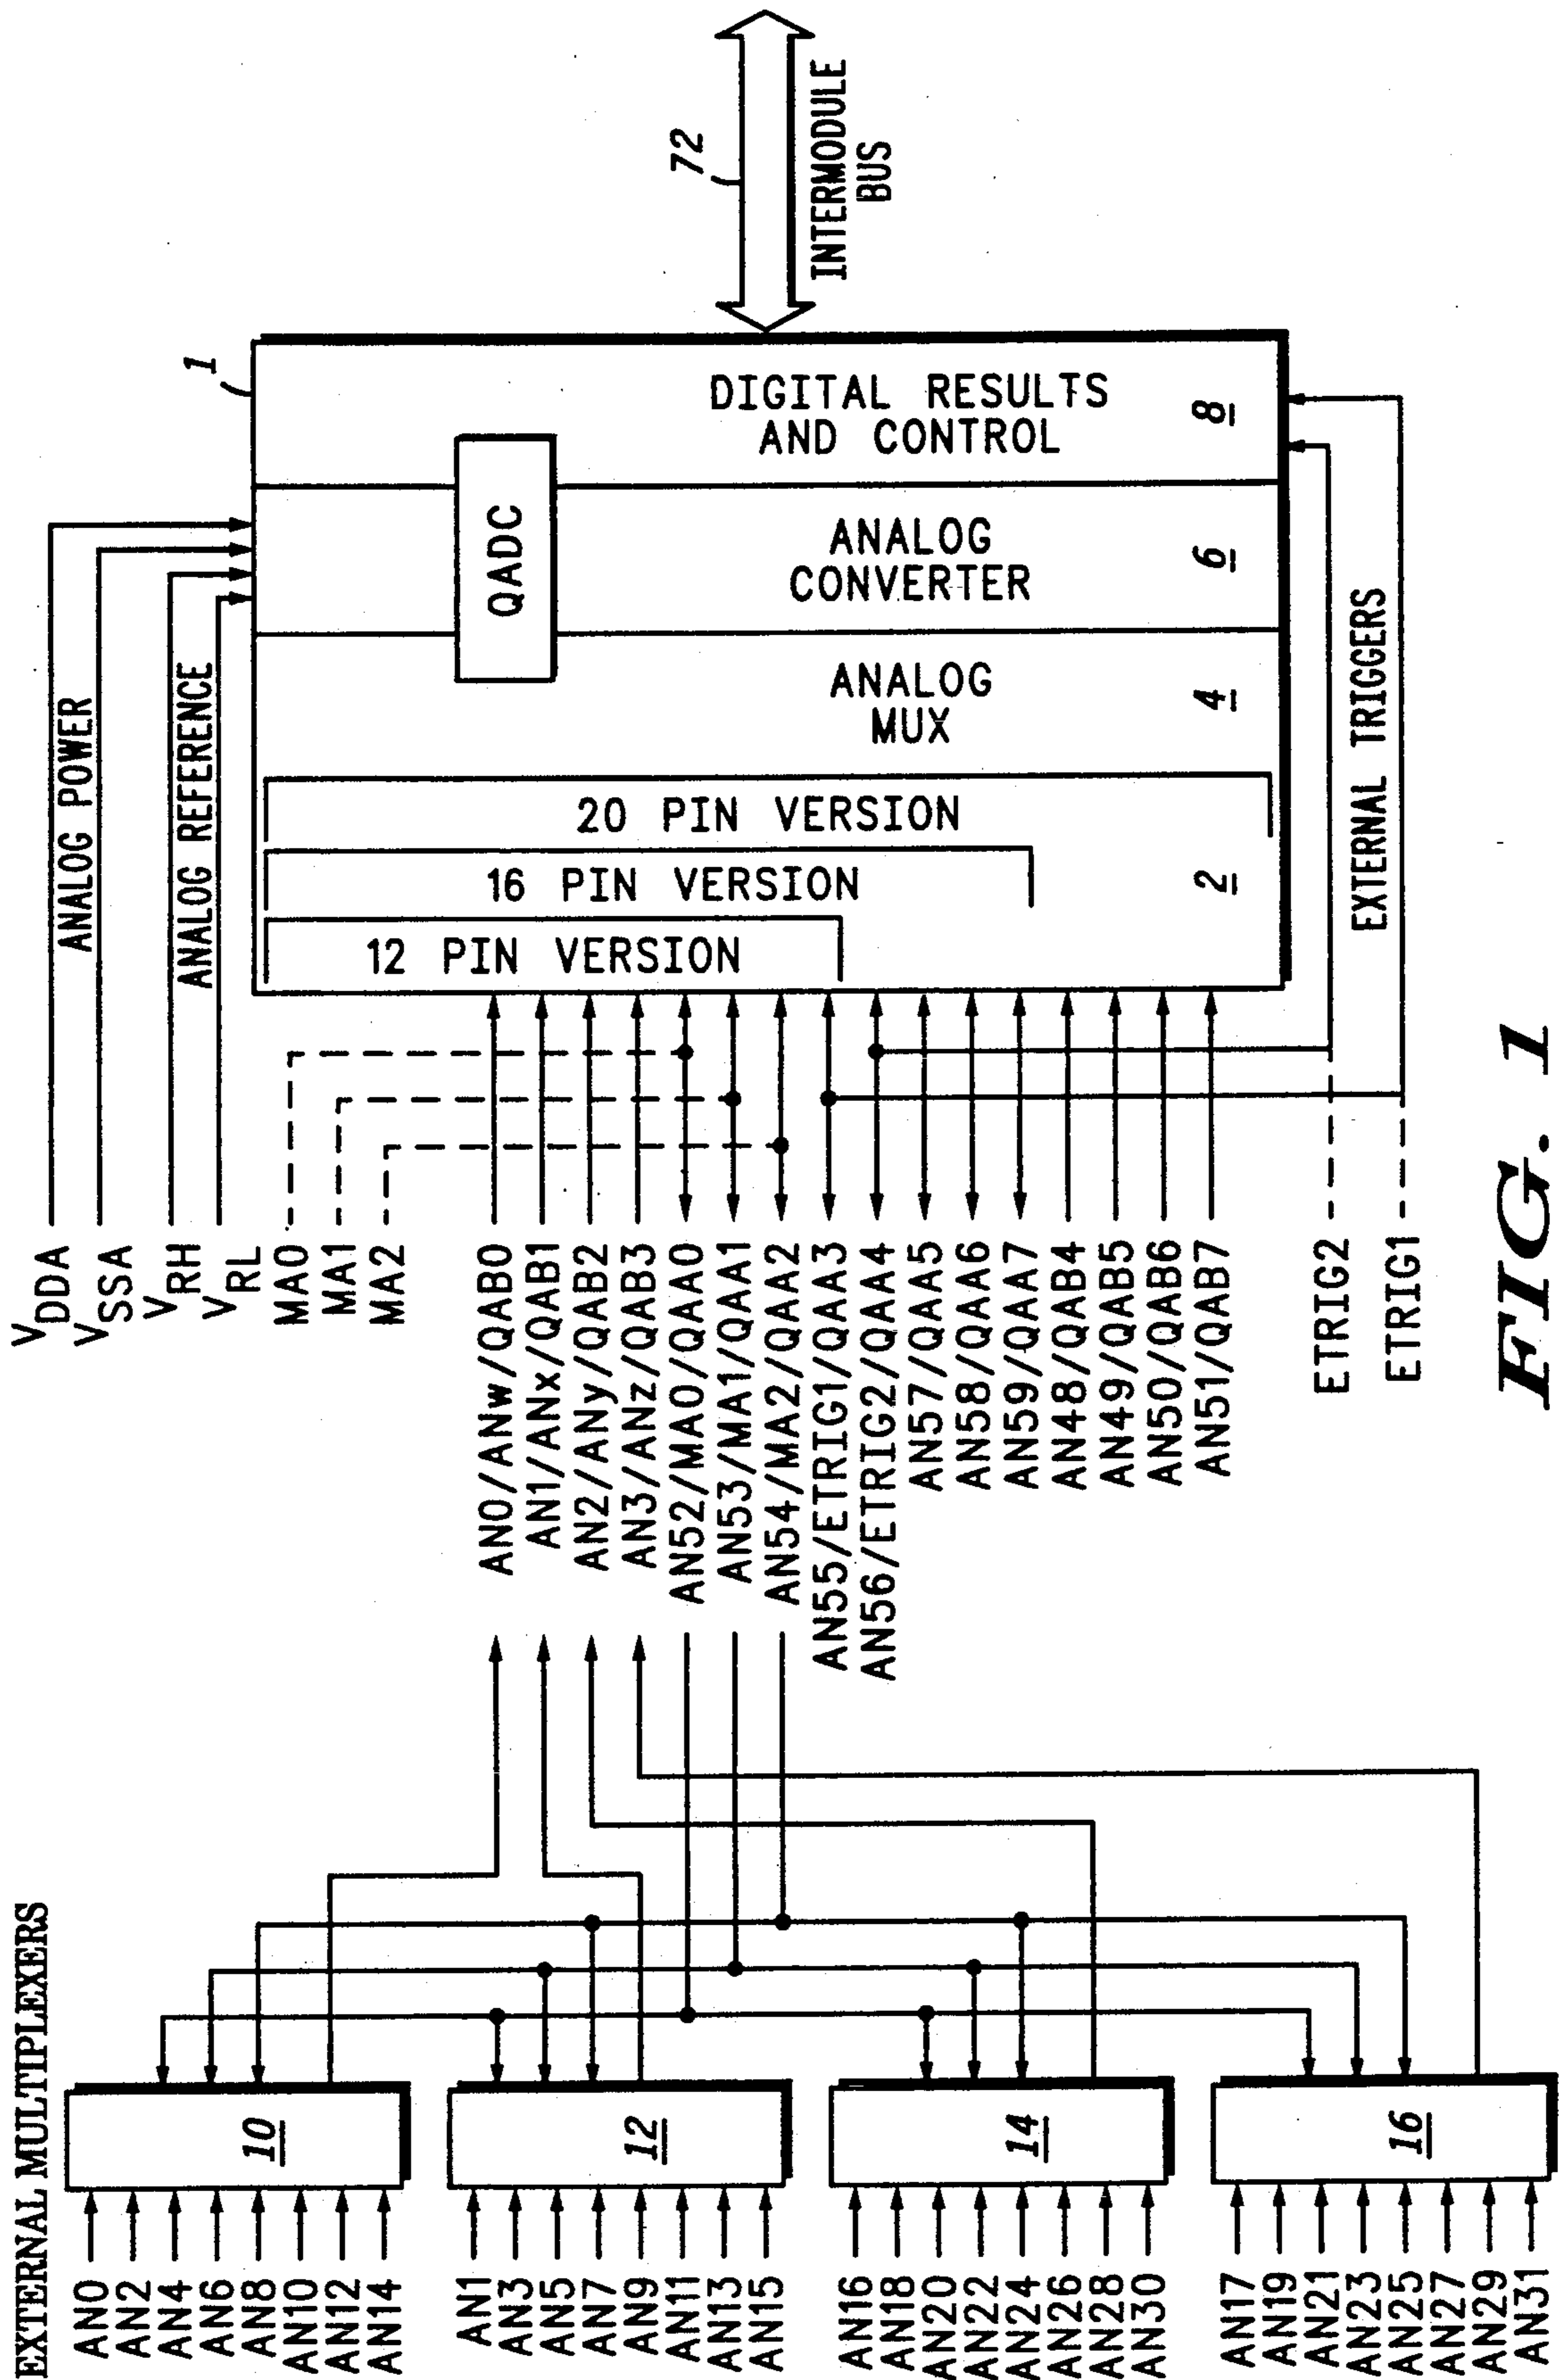 EXTERNAL MULTIPLEXERS
AN0
AN2
AN4
AN6
AN8
AN10
AN12
AN14
10
AN1
AN3
AN5
AN7
AN9
AN11
AN13
AN15
12
AN16
AN18
AN20
AN22
AN24
AN26
AN28
AN30
14
AN17
AN19
AN21
AN23
AN25
AN27
AN29
AN31
16
VDDA
VSSA
VRH
VRL
MA0
MA1
MA2
ANALOG POWER
ANALOG REFERENCE
AN0/ANw/QAB0
AN1/ANx/QAB1
AN2/ANy/QAB2
AN3/ANz/QAB3
AN52/MA0/QAA0
AN53/MA1/QAA1
AN54/MA2/QAA2
AN55/ETRIG1/QAA3
AN56/ETRIG2/QAA4
AN57/QAA5
AN58/QAA6
AN59/QAA7
AN48/QAB4
AN49/QAB5
AN50/QAB6
AN51/QAB7
ETRIG2
ETRIG1
12 PIN VERSION
16 PIN VERSION
20 PIN VERSION
2
ANALOG
MUX
4
QADC
ANALOG
CONVERTER
6
DIGITAL RESULTS
AND CONTROL
8
1
EXTERNAL TRIGGERS
72
INTERMODULE
BUS
FIG. 1